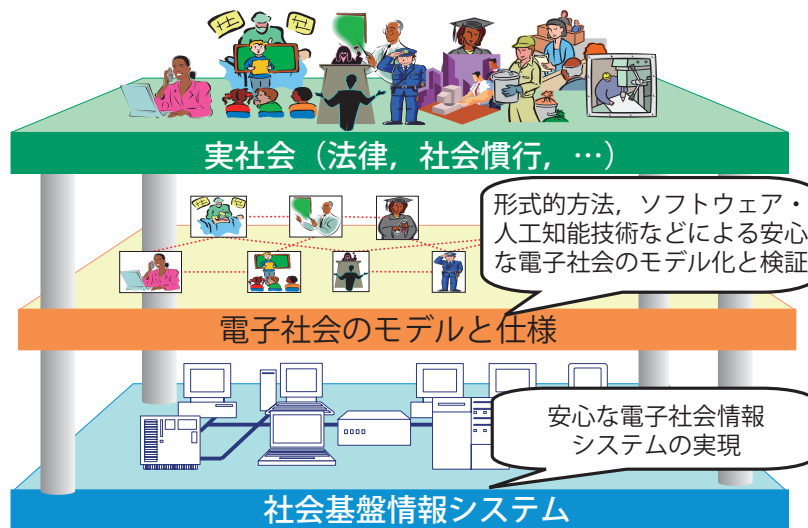 実社会（法律，社会慣行，…）
形式的方法，ソフトウェア・
人工知能技術などによる安心
な電子社会のモデル化と検証
電子社会のモデルと仕様
安心な電子社会情報
システムの実現
社会基盤情報システム